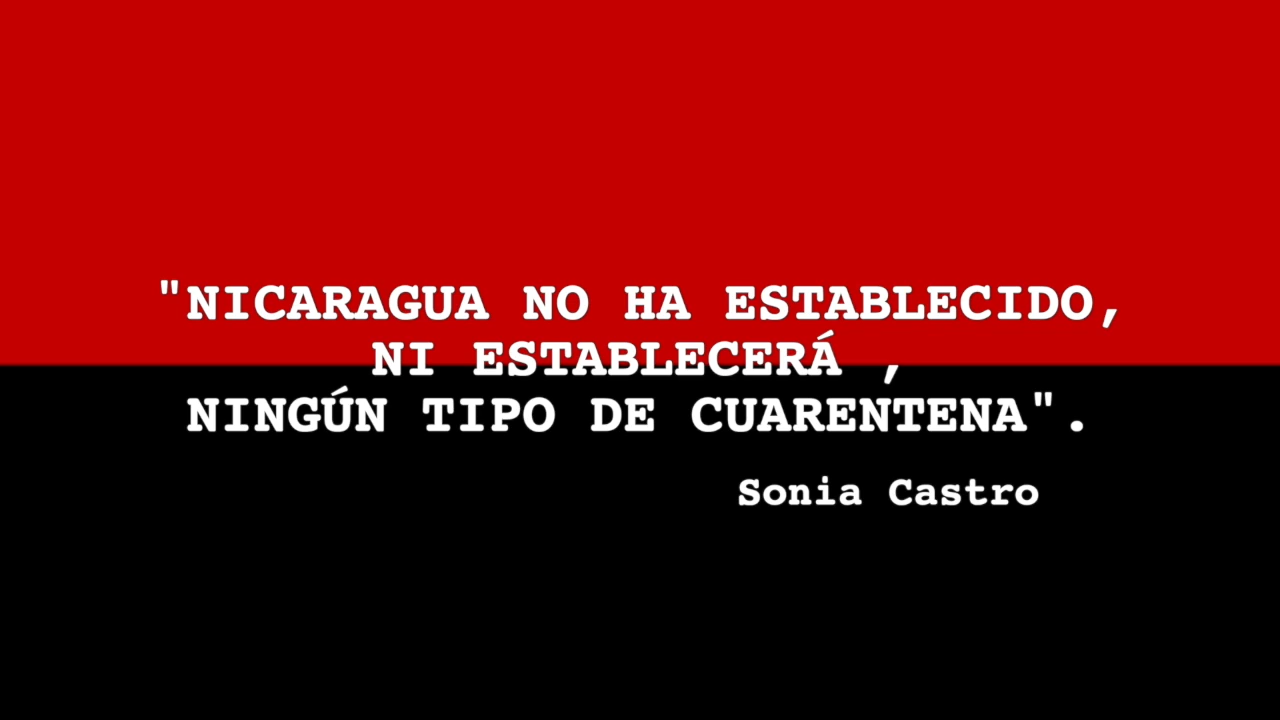 "NICARAGUA NO HA ESTABLECIDO,
NI ESTABLECERÁ ,
NINGÚN TIPO DE CUARENTENA".
Sonia Castro